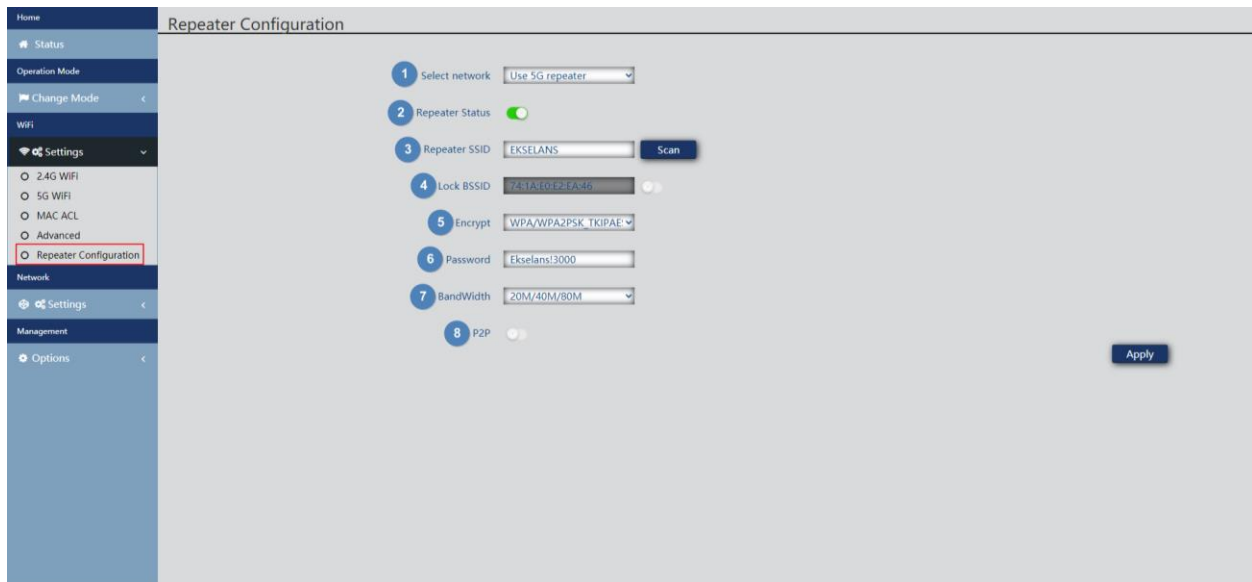 Home
Status
Operation Mode
Change Mode
WiFi
Settings
2.4G WiFi
5G WiFi
MAC ACL
Advanced
Repeater Configuration
Network
Settings
Management
Options
Repeater Configuration
1 Select network Use 5G repeater
2 Repeater Status
3 Repeater SSID EKSELANS Scan
4 Lock BSSID 74:1A:E0:E2:EA:46
5 Encrypt WPA/WPA2PSK_TKIPAE
6 Password Ekselans!3000
7 BandWidth 20M/40M/80M
8 P2P
Apply